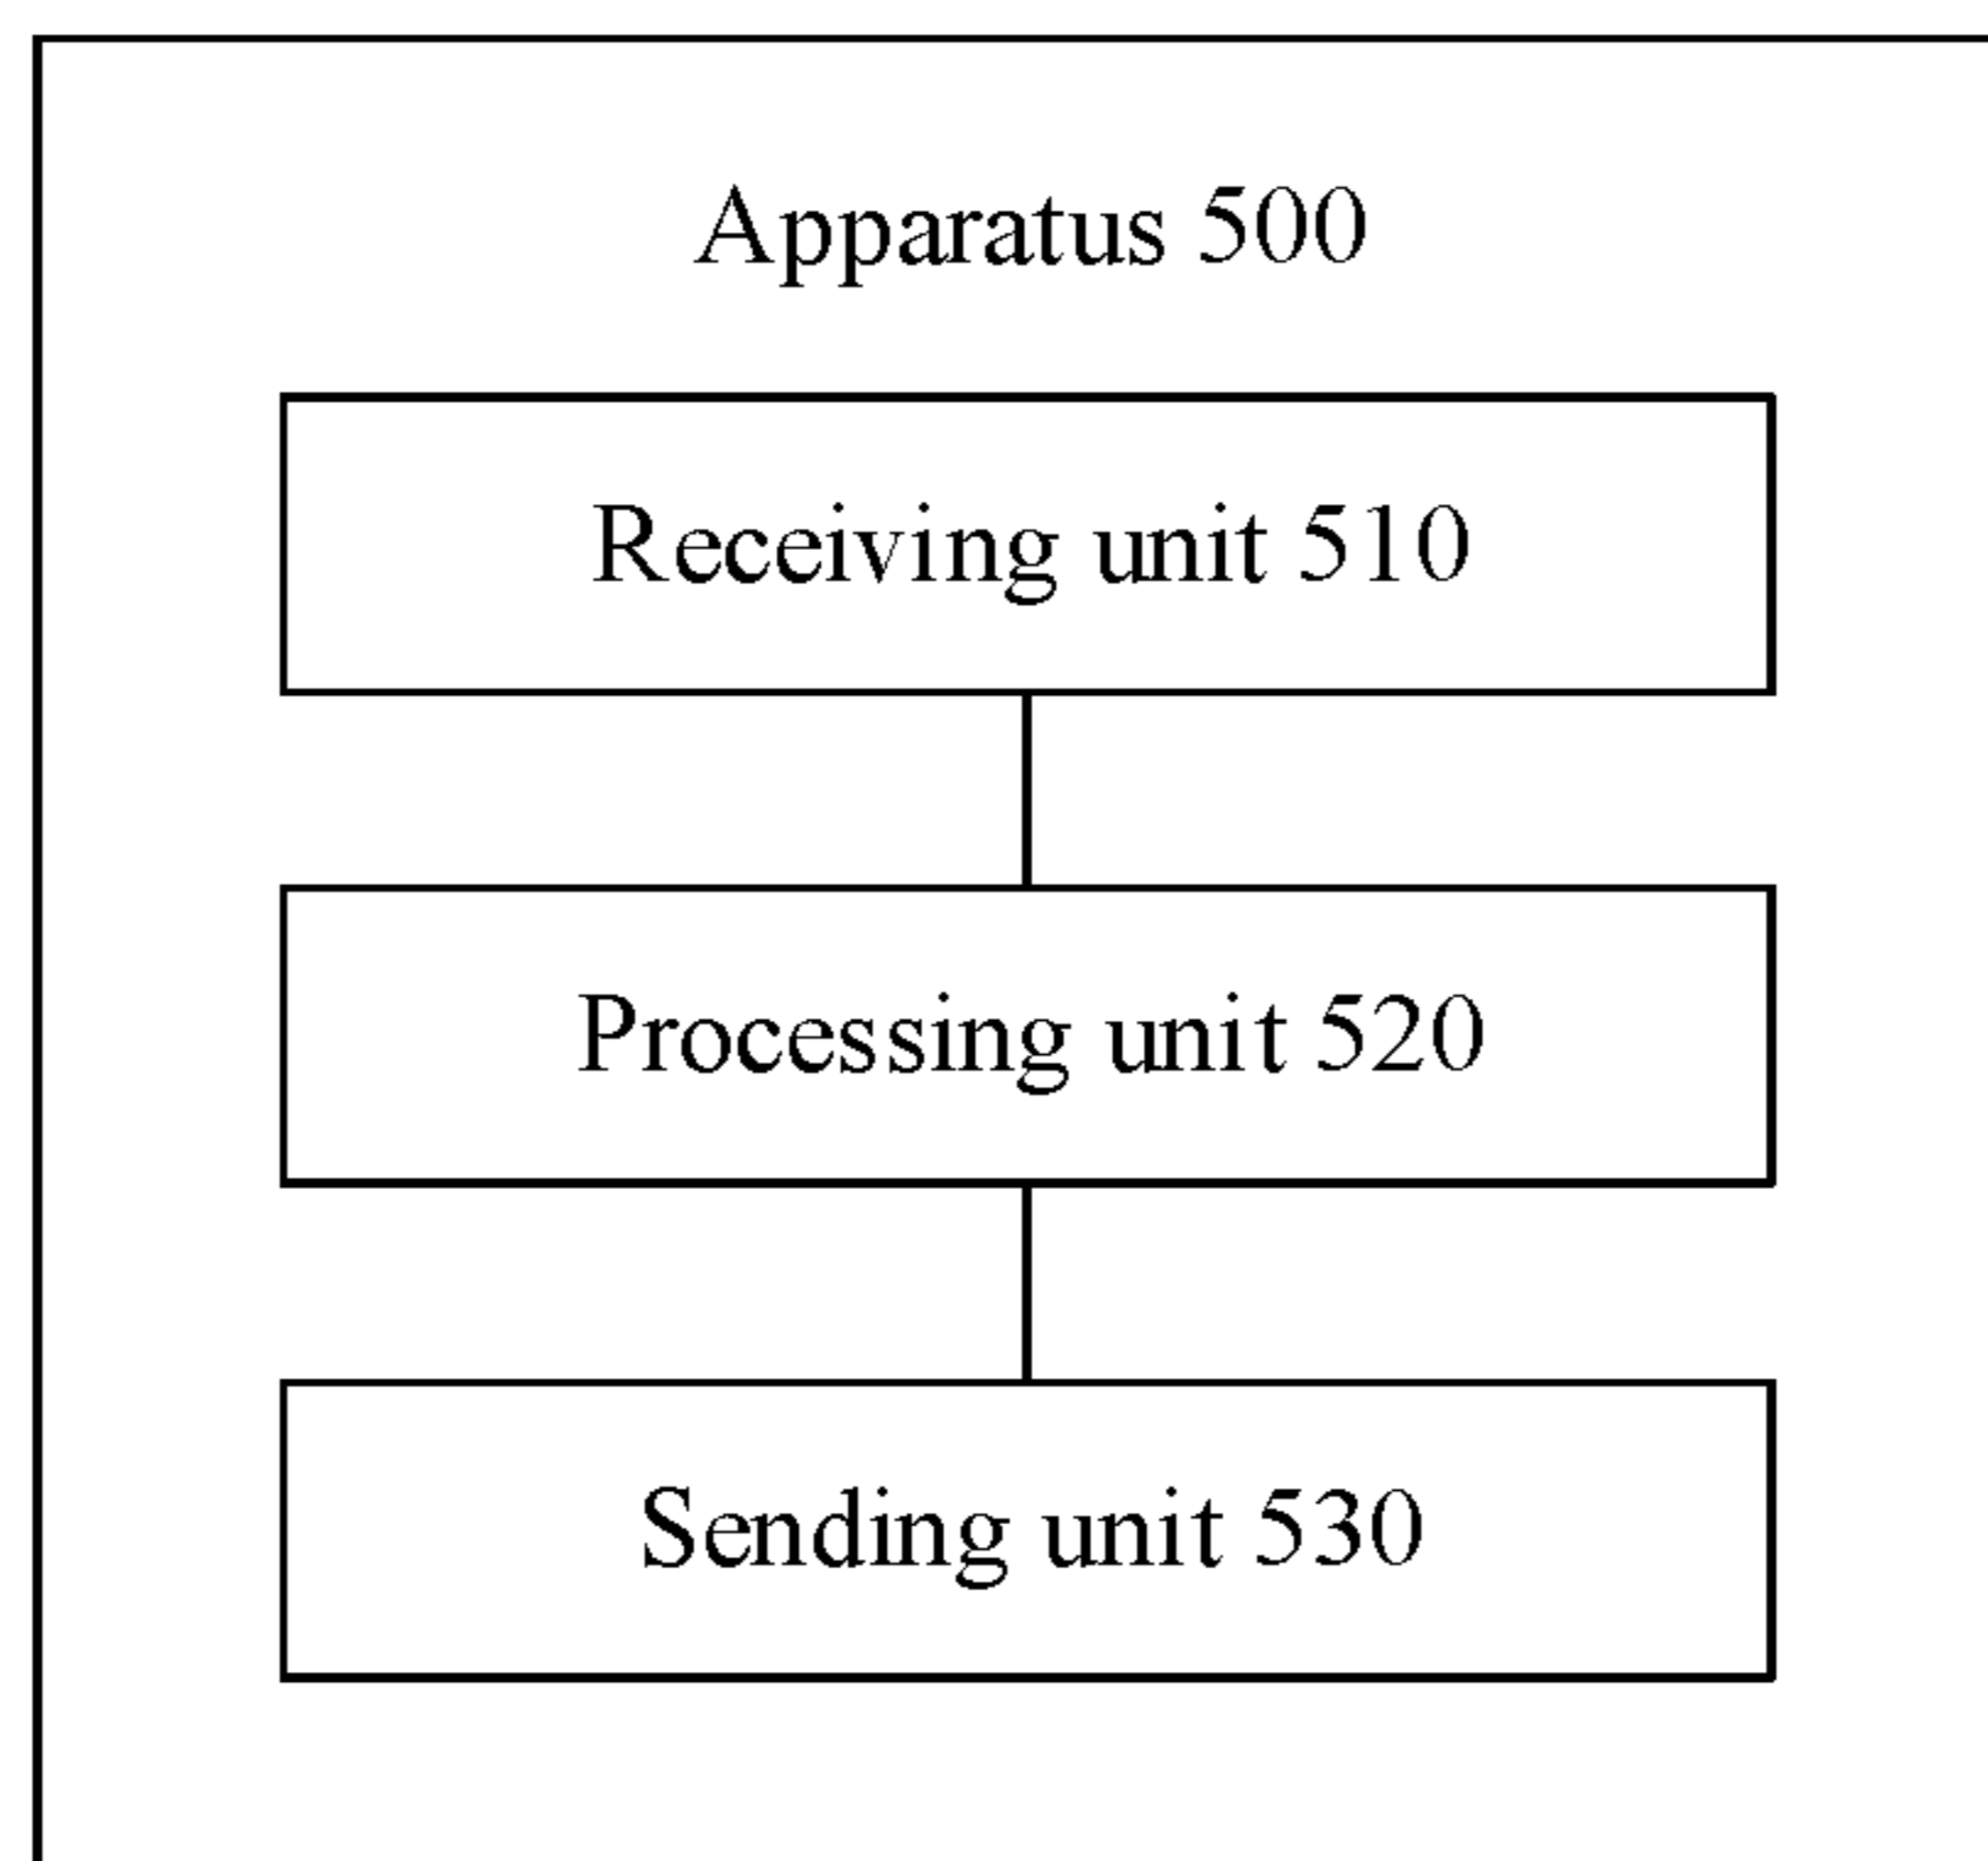 Apparatus 500
Receiving unit 510
Processing unit 520
Sending unit 530